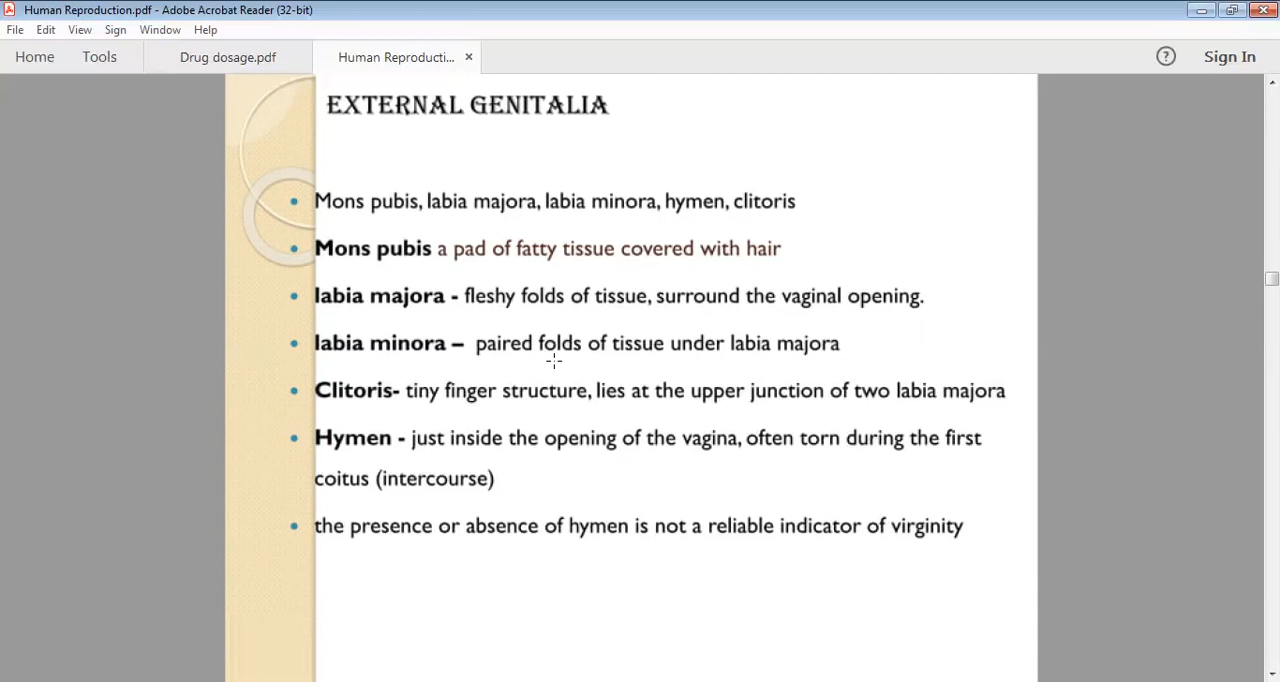 Human Reproduction.pdf - Adobe Acrobat Reader (32-bit)
File Edit View Sign Window Help
Home Tools Drug dosage.pdf Human Reproducti... × ? Sign In
EXTERNAL GENITALIA
• Mons pubis, labia majora, labia minora, hymen, clitoris
• Mons pubis a pad of fatty tissue covered with hair
• labia majora - fleshy folds of tissue, surround the vaginal opening.
• labia minora – paired folds of tissue under labia majora
• Clitoris- tiny finger structure, lies at the upper junction of two labia majora
• Hymen - just inside the opening of the vagina, often torn during the first
coitus (intercourse)
• the presence or absence of hymen is not a reliable indicator of virginity